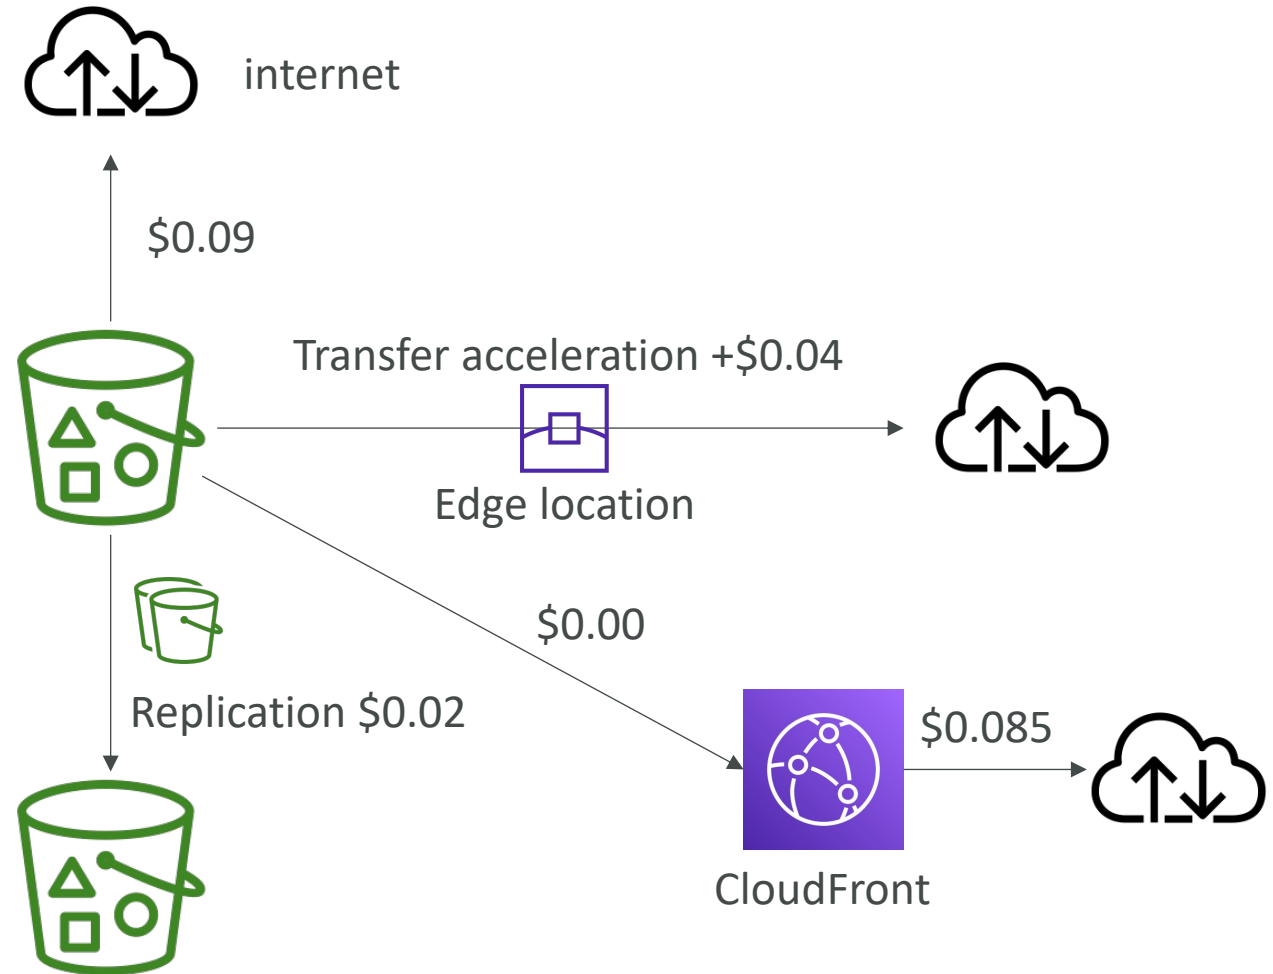 internet
$0.09
Transfer acceleration +$0.04
Edge location
$0.00
Replication $0.02
$0.085
CloudFront